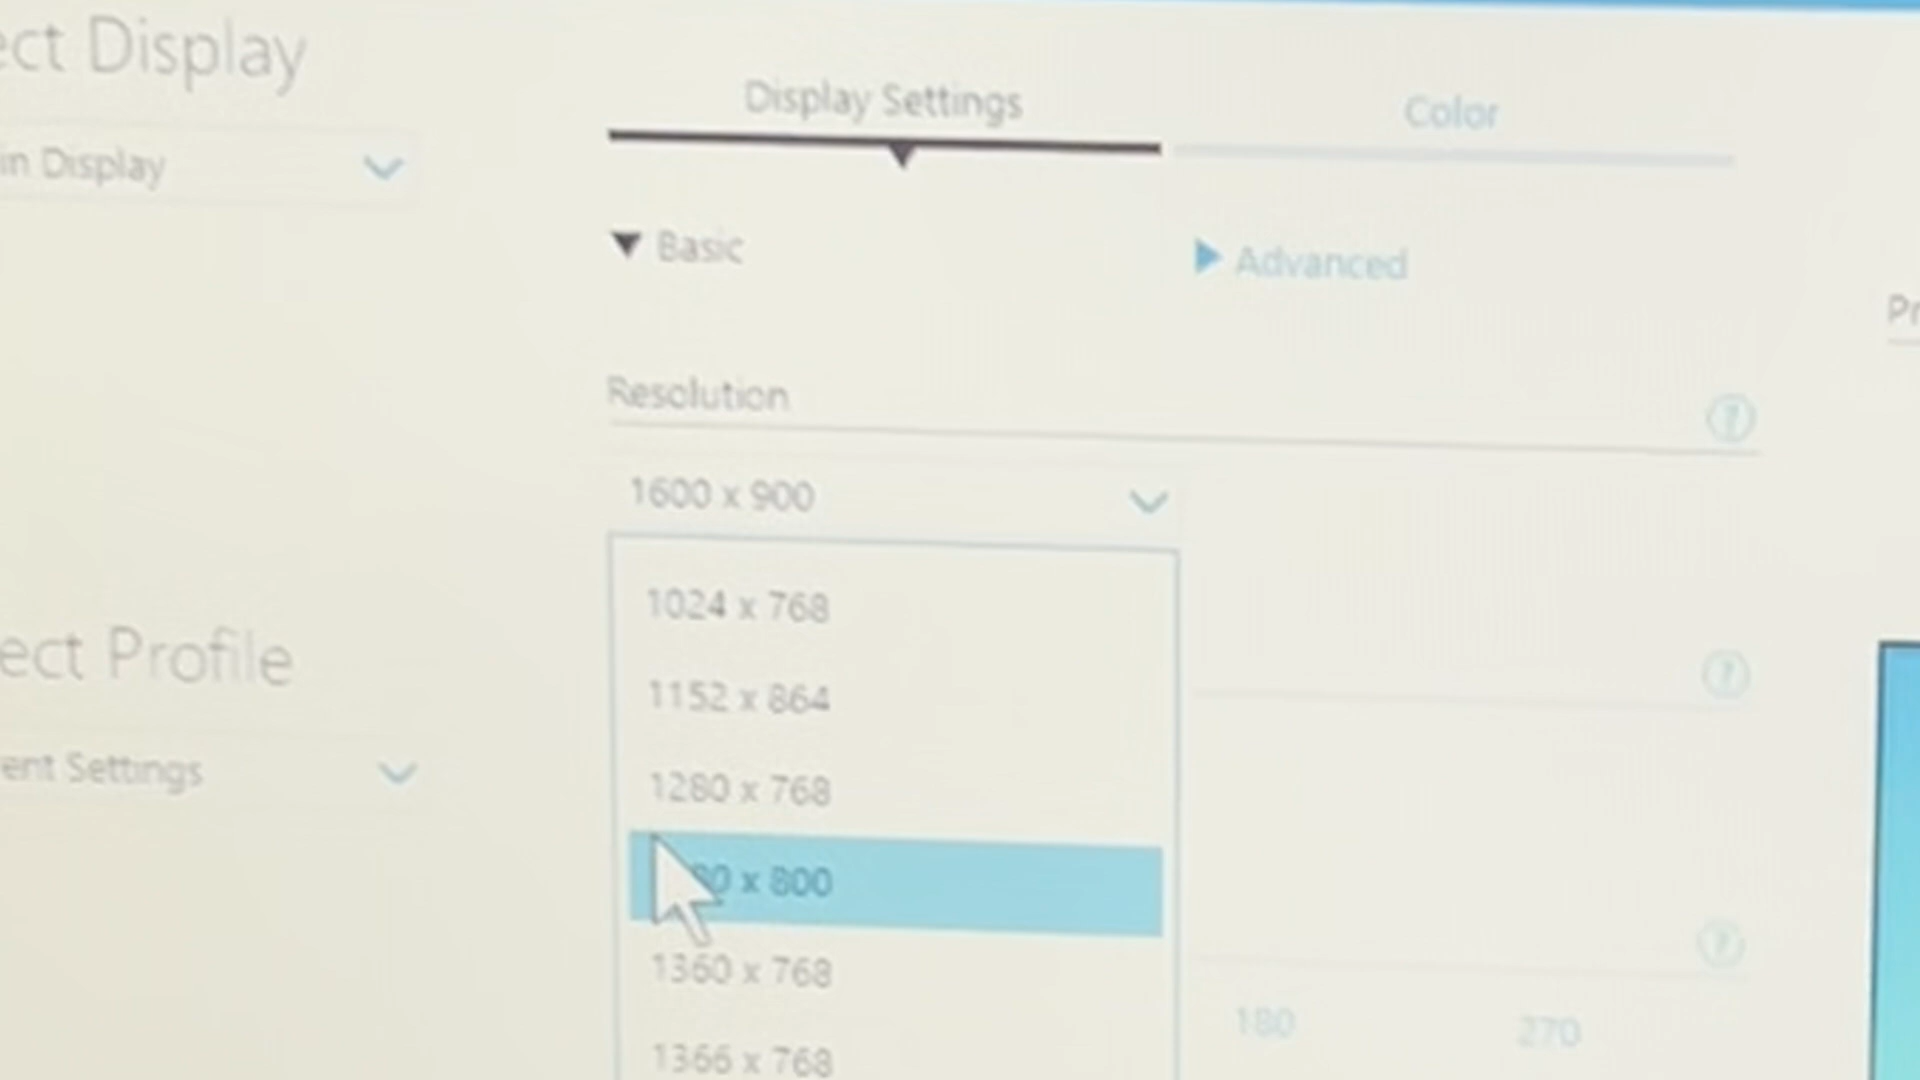 ect Display
in Display
ect Profile
ent Settings
Display Settings
Color
Basic
Advanced
Resolution
?
1600 x 900
1024 x 768
1152 x 864
1280 x 768
80 x 800
1360 x 768
1366 x 768
?
?
180
270
Pr